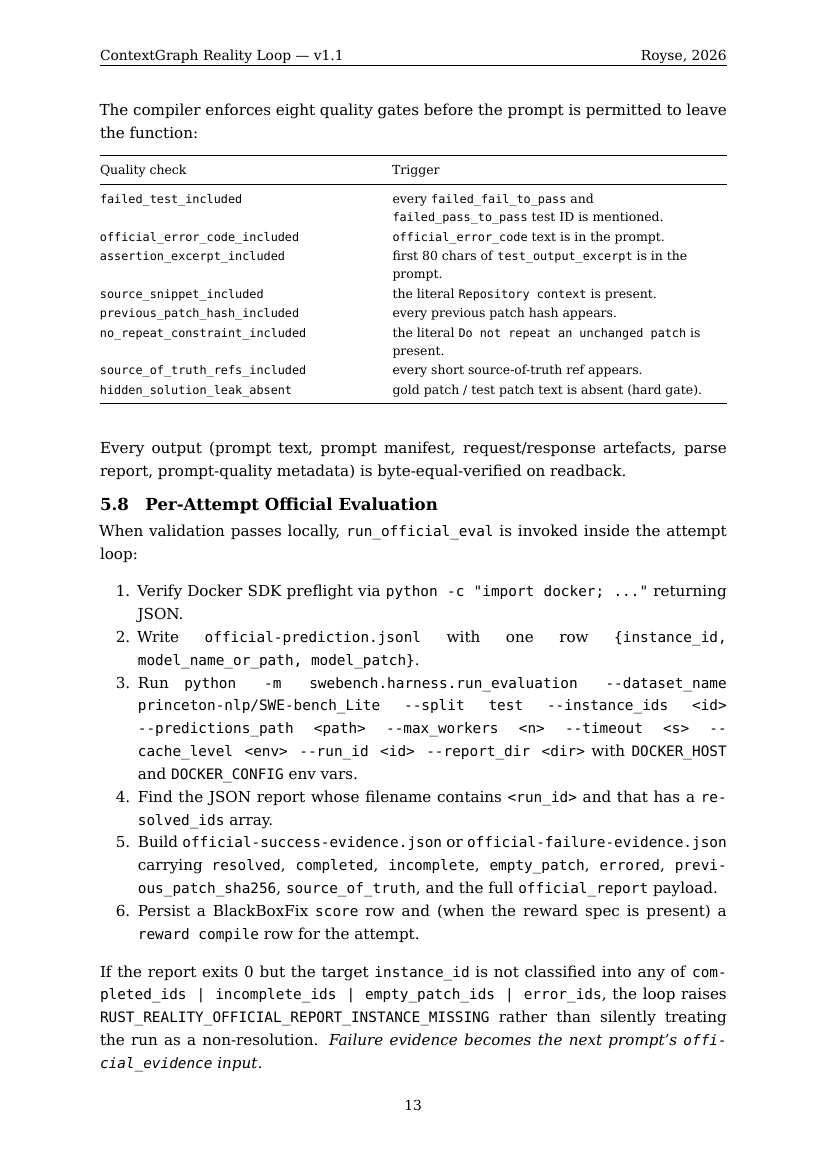 ContextGraph Reality Loop — v1.1 Royse, 2026
The compiler enforces eight quality gates before the prompt is permitted to leave
the function:
Quality check Trigger
failed_test_included every failed_fail_to_pass and
failed_pass_to_pass test ID is mentioned.
official_error_code_included official_error_code text is in the prompt.
assertion_excerpt_included first 80 chars of test_output_excerpt is in the
prompt.
source_snippet_included the literal Repository context is present.
previous_patch_hash_included every previous patch hash appears.
no_repeat_constraint_included the literal Do not repeat an unchanged patch is
present.
source_of_truth_refs_included every short source-of-truth ref appears.
hidden_solution_leak_absent gold patch / test patch text is absent (hard gate).
Every output (prompt text, prompt manifest, request/response artefacts, parse
report, prompt-quality metadata) is byte-equal-verified on readback.
5.8 Per-Attempt Official Evaluation
When validation passes locally, run_official_eval is invoked inside the attempt
loop:
1. Verify Docker SDK preflight via python -c "import docker; ..." returning
JSON.
2. Write official-prediction.jsonl with one row {instance_id,
model_name_or_path, model_patch}.
3. Run python -m swebench.harness.run_evaluation --dataset_name
princeton-nlp/SWE-bench_Lite --split test --instance_ids <id>
--predictions_path <path> --max_workers <n> --timeout <s> --
cache_level <env> --run_id <id> --report_dir <dir> with DOCKER_HOST
and DOCKER_CONFIG env vars.
4. Find the JSON report whose filename contains <run_id> and that has a re-
solved_ids array.
5. Build official-success-evidence.json or official-failure-evidence.json
carrying resolved, completed, incomplete, empty_patch, errored, previ-
ous_patch_sha256, source_of_truth, and the full official_report payload.
6. Persist a BlackBoxFix score row and (when the reward spec is present) a
reward compile row for the attempt.
If the report exits 0 but the target instance_id is not classified into any of com-
pleted_ids | incomplete_ids | empty_patch_ids | error_ids, the loop raises
RUST_REALITY_OFFICIAL_REPORT_INSTANCE_MISSING rather than silently treating
the run as a non-resolution. Failure evidence becomes the next prompt’s offi-
cial_evidence input.
13